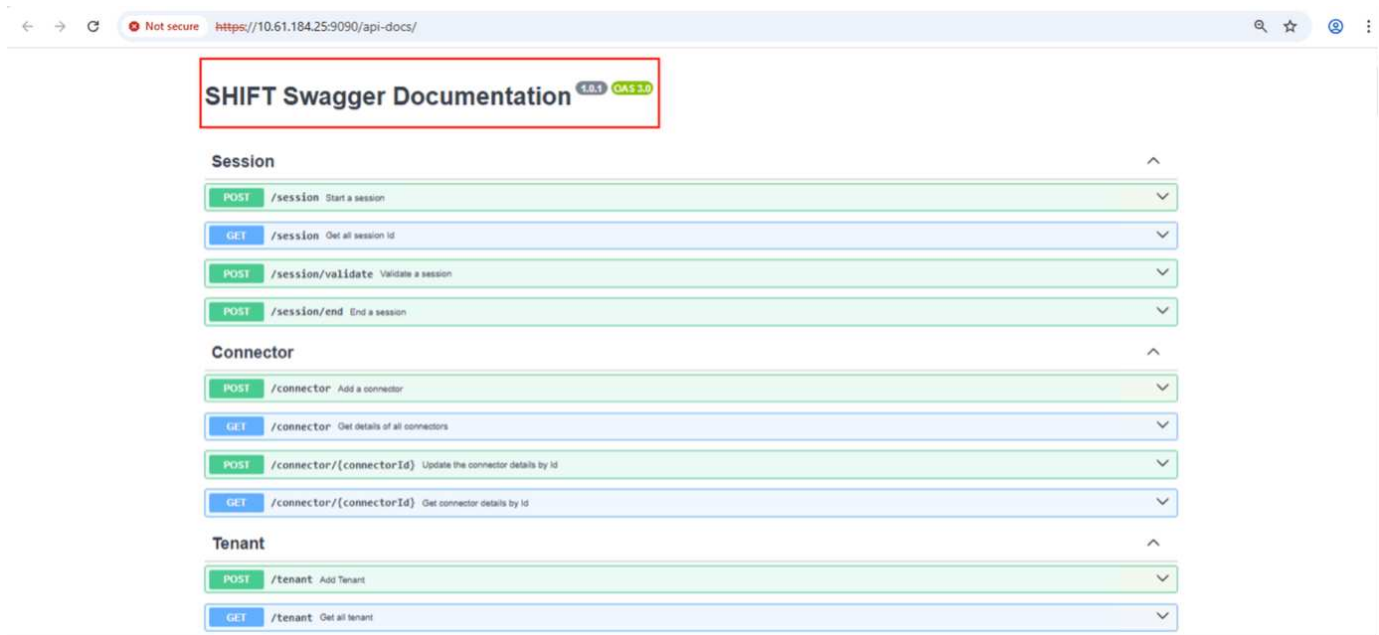 Not secure https://10.61.184.25:9090/api-docs/
SHIFT Swagger Documentation 1.0.1 OAS 3.0
Session
POST /session Start a session
GET /session Get all session Id
POST /session/validate Validate a session
POST /session/end End a session
Connector
POST /connector Add a connector
GET /connector Get details of all connectors
POST /connector/{connectorId} Update the connector details by Id
GET /connector/{connectorId} Get connector details by Id
Tenant
POST /tenant Add Tenant
GET /tenant Get all tenant